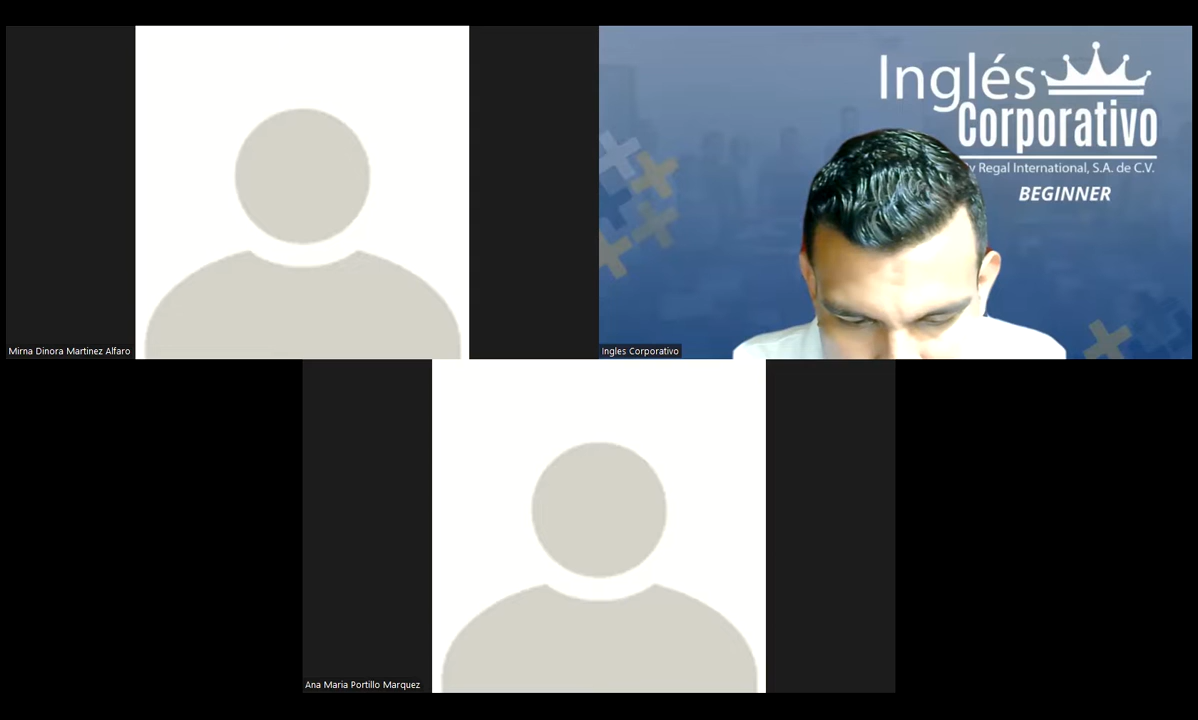 Inglés
Corporativo
Regal International, S.A. de C.V.
BEGINNER
Mirna Dinora Martinez Alfaro
Ingles Corporativo
Ana Maria Portillo Marquez